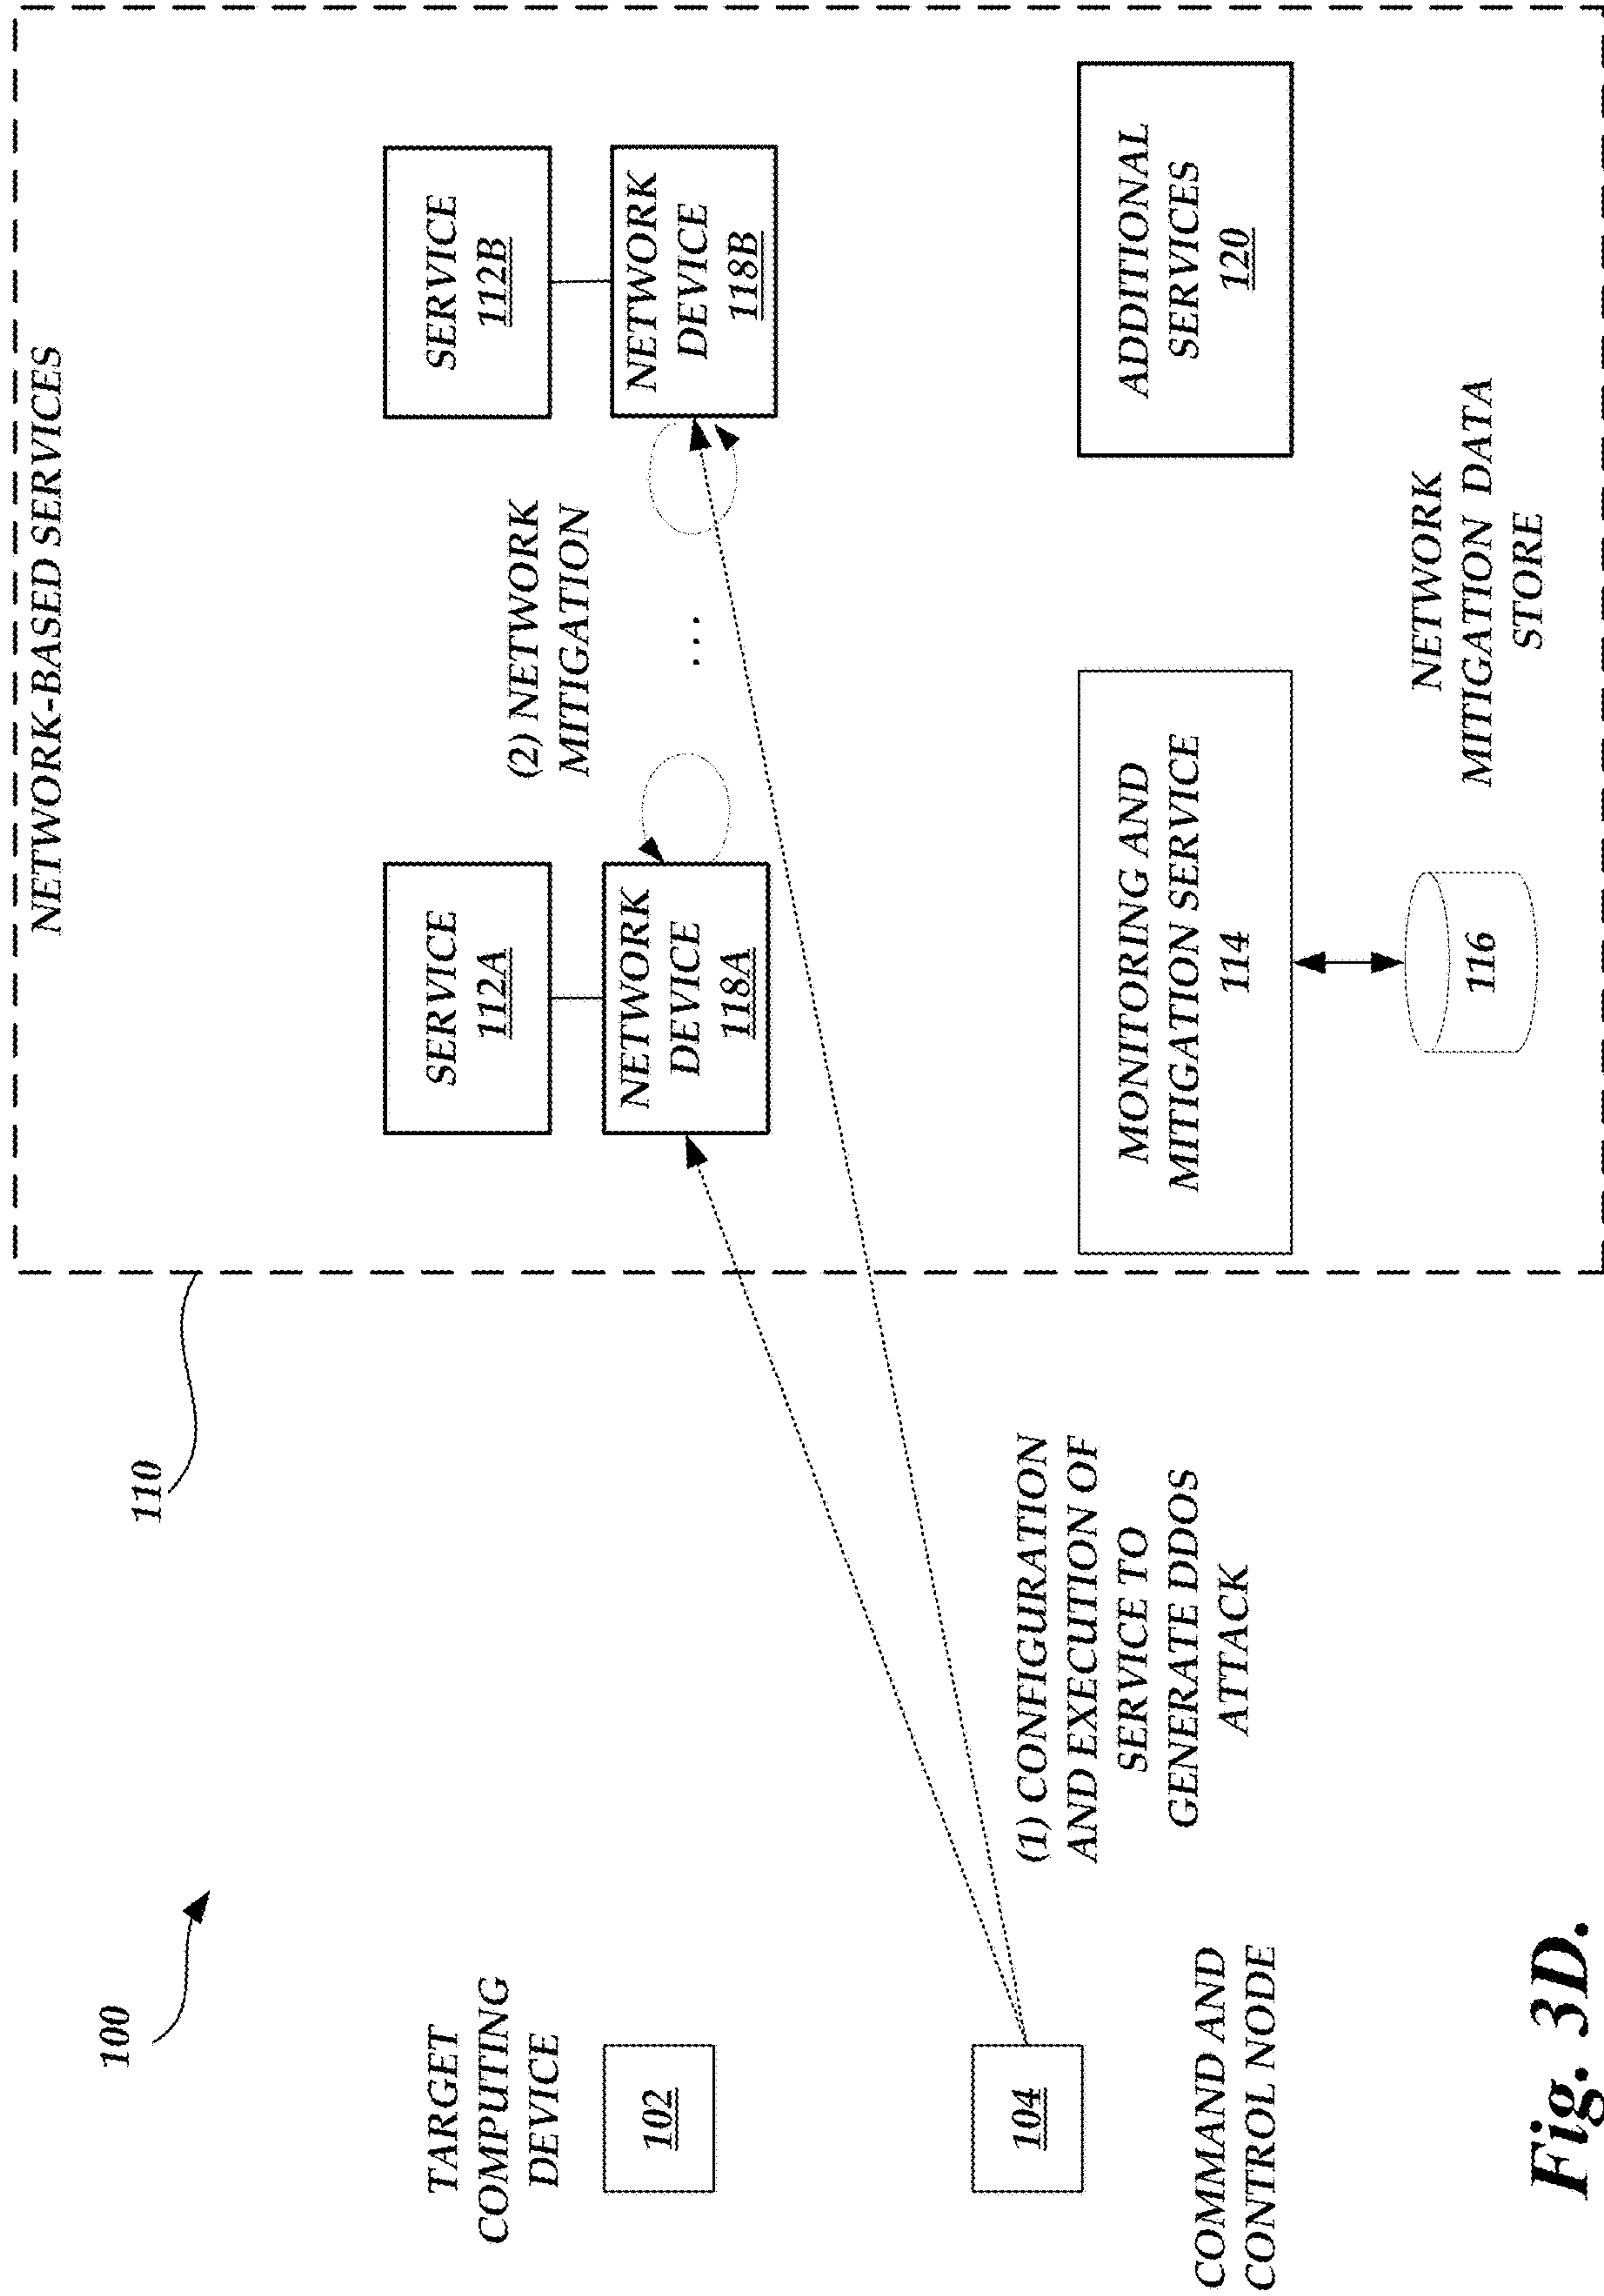 NETWORK-BASED SERVICES
100
110
TARGET
COMPUTING
DEVICE
102
SERVICE
112A
NETWORK
DEVICE
118A
(2) NETWORK
MITIGATION
...
SERVICE
112B
NETWORK
DEVICE
118B
104
COMMAND AND
CONTROL NODE
(1) CONFIGURATION
AND EXECUTION OF
SERVICE TO
GENERATE DDOS
ATTACK
MONITORING AND
MITIGATION SERVICE
114
ADDITIONAL
SERVICES
120
116
NETWORK
MITIGATION DATA
STORE
Fig. 3D.